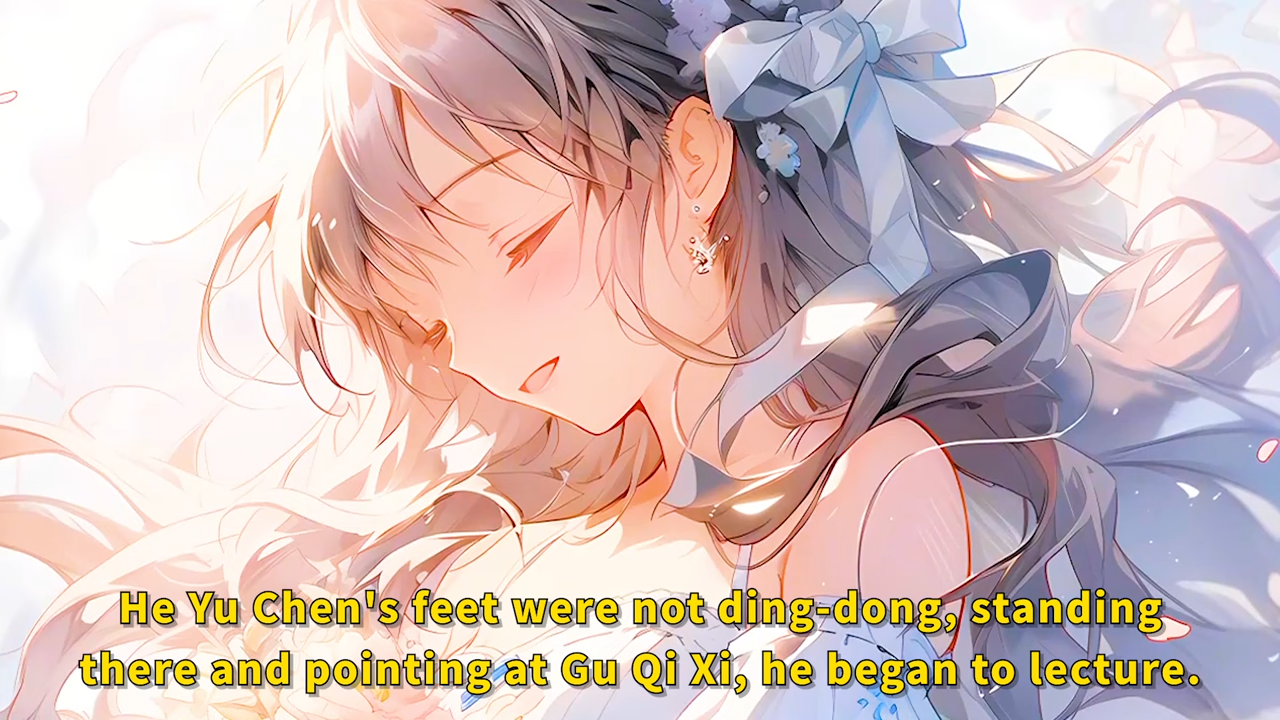 He Yu Chen's feet were not ding-dong, standing
there and pointing at Gu Qi Xi, he began to lecture.